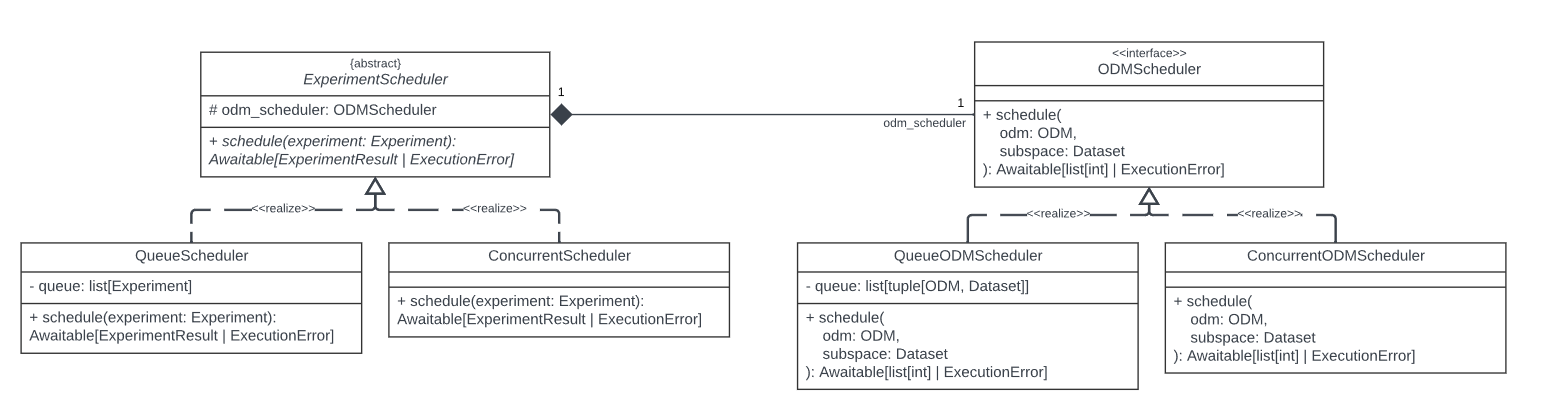 {abstract}
ExperimentScheduler
# odm_scheduler: ODMScheduler
+ schedule(experiment: Experiment):
Awaitable[ExperimentResult | ExecutionError]
1
1
odm_scheduler
<<interface>>
ODMScheduler
+ schedule(
odm: ODM,
subspace: Dataset
): Awaitable[list[int] | ExecutionError]
<<realize>>
<<realize>>
<<realize>>
<<realize>>
QueueScheduler
- queue: list[Experiment]
+ schedule(experiment: Experiment):
Awaitable[ExperimentResult | ExecutionError]
ConcurrentScheduler
+ schedule(experiment: Experiment):
Awaitable[ExperimentResult | ExecutionError]
QueueODMScheduler
- queue: list[tuple[ODM, Dataset]]
+ schedule(
odm: ODM,
subspace: Dataset
): Awaitable[list[int] | ExecutionError]
ConcurrentODMScheduler
+ schedule(
odm: ODM,
subspace: Dataset
): Awaitable[list[int] | ExecutionError]